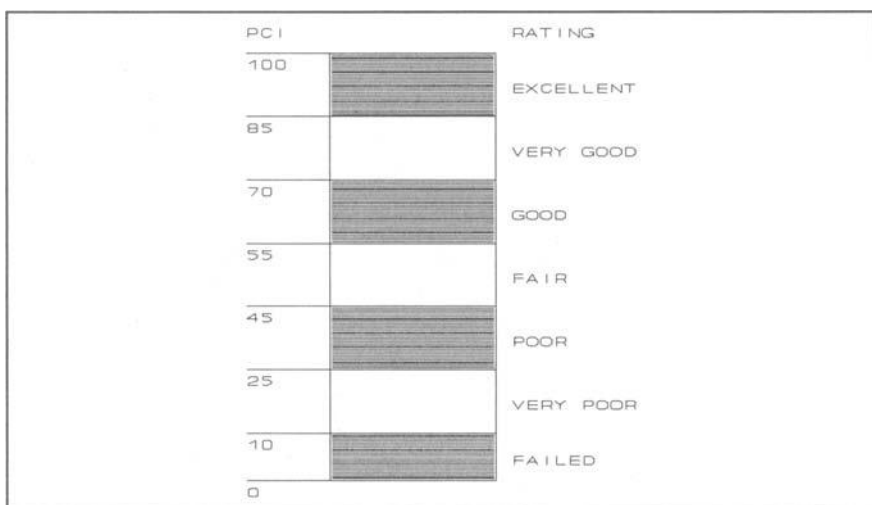 PCI RATING
100
EXCELLENT
85
VERY GOOD
70
GOOD
55
FAIR
45
POOR
25
VERY POOR
10
FAILED
0